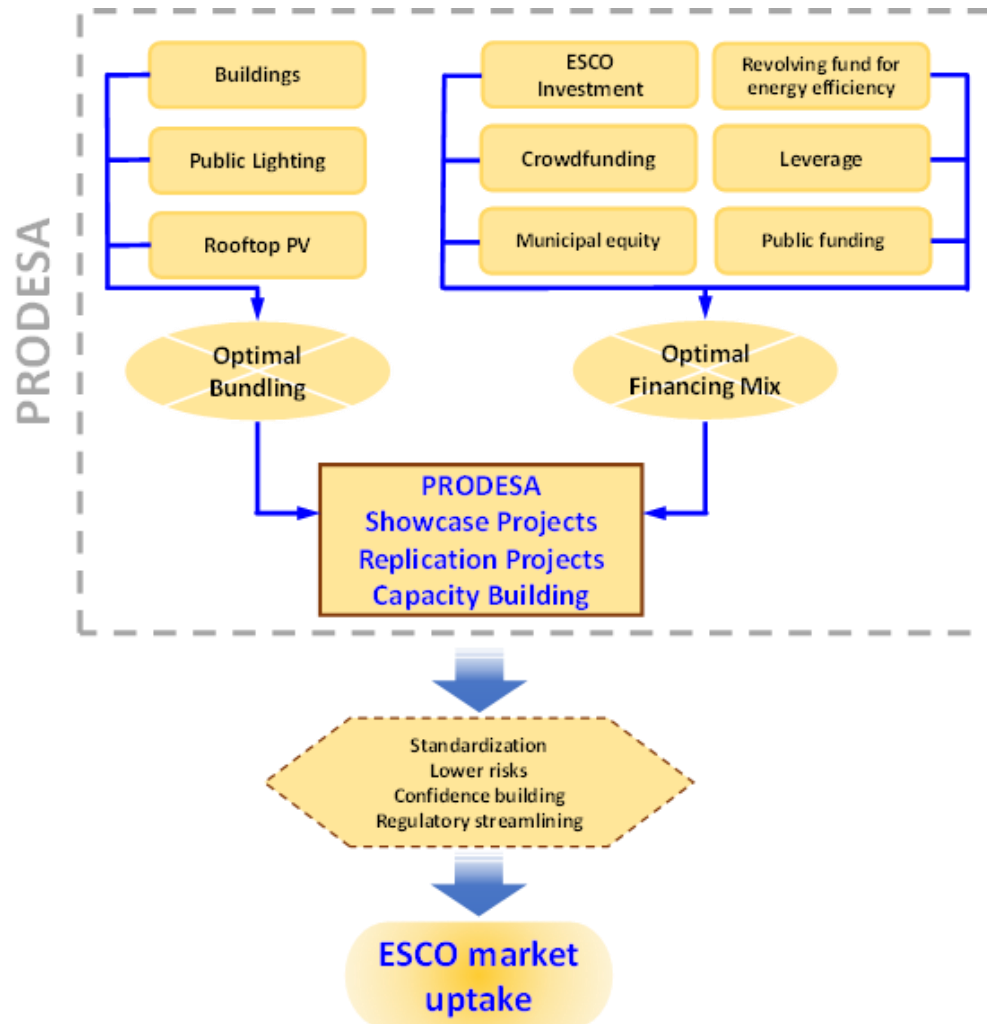 PRODESA
Buildings
Public Lighting
Rooftop PV
ESCO
Investment
Revolving fund for
energy efficiency
Crowdfunding
Leverage
Municipal equity
Public funding
Optimal
Bundling
Optimal
Financing Mix
PRODESA
Showcase Projects
Replication Projects
Capacity Building
Standardization
Lower risks
Confidence building
Regulatory streamlining
ESCO market
uptake